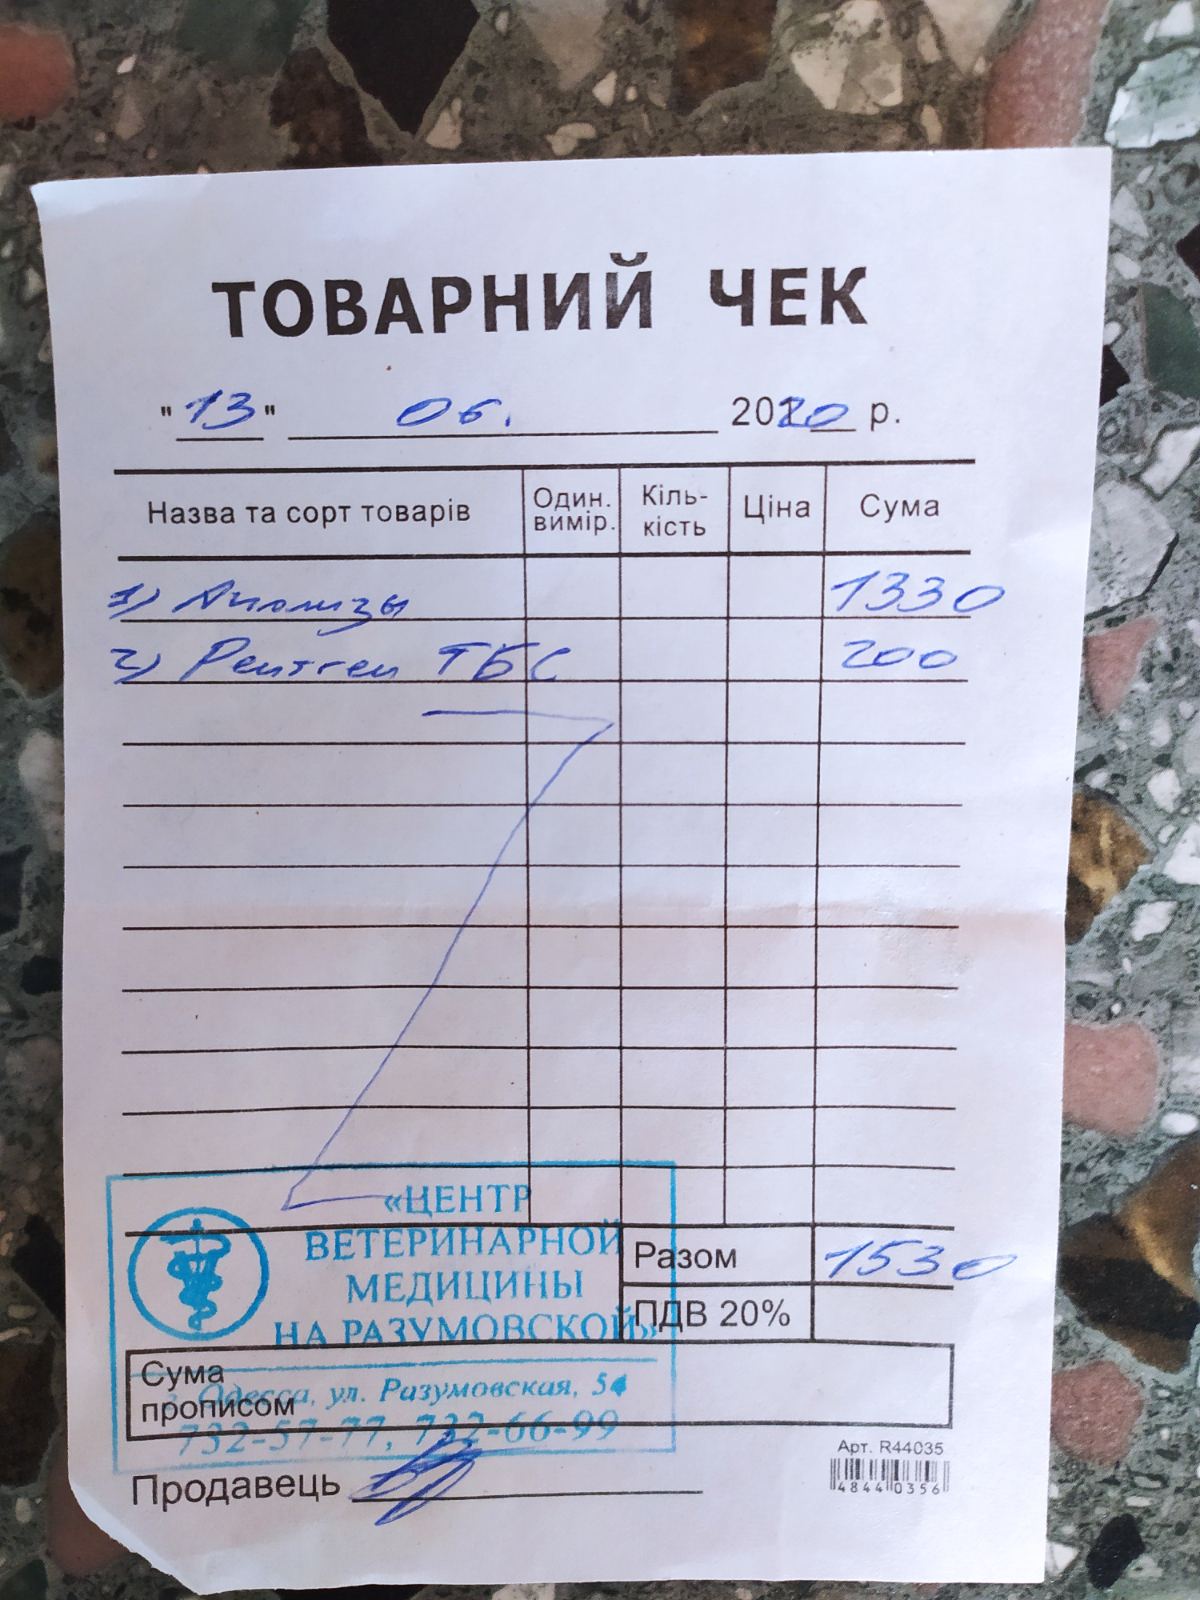 ТОВАРНИЙ ЧЕК
"13" 06. 2020 р.
Назва та сорт товарів Один. вимір. Кіль-кість Ціна Сума
1) Анализы 1330
2) Рентген ТБС 200
«ЦЕНТР
ВЕТЕРИНАРНОЙ
МЕДИЦИНЫ
НА РАЗУМОВСКОЙ»
Разом 1530
ПДВ 20%
Сума
прописом
г. Одесса, ул. Разумовская,
732-57-77, 732-66-99
Арт. R44035
4844 0356
Продавець